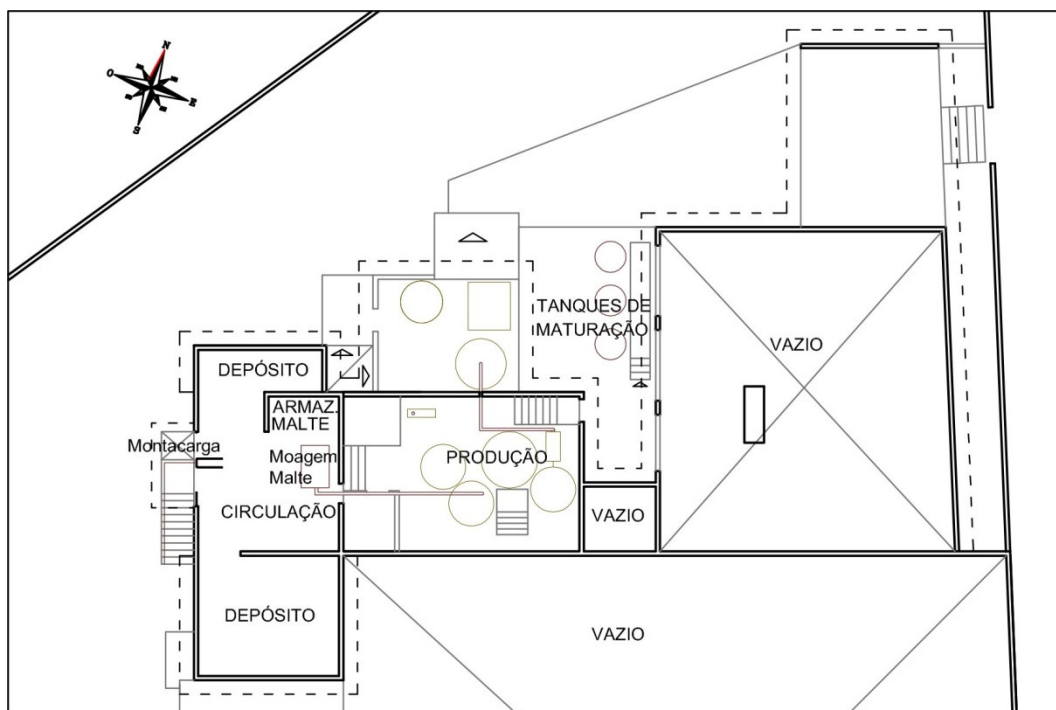 N
O
E
S
TANQUES DE
MATURAÇÃO
VAZIO
DEPÓSITO
ARMAZ.
MALTE
Montacarga
Moagem
Malte
PRODUÇÃO
CIRCULAÇÃO
VAZIO
DEPÓSITO
VAZIO